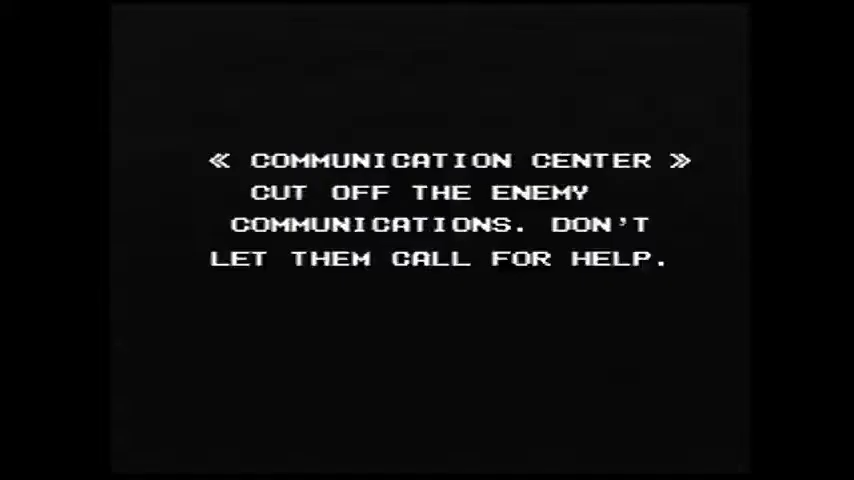 ≪ COMMUNICATION CENTER ≫
CUT OFF THE ENEMY
COMMUNICATIONS. DON'T
LET THEM CALL FOR HELP.